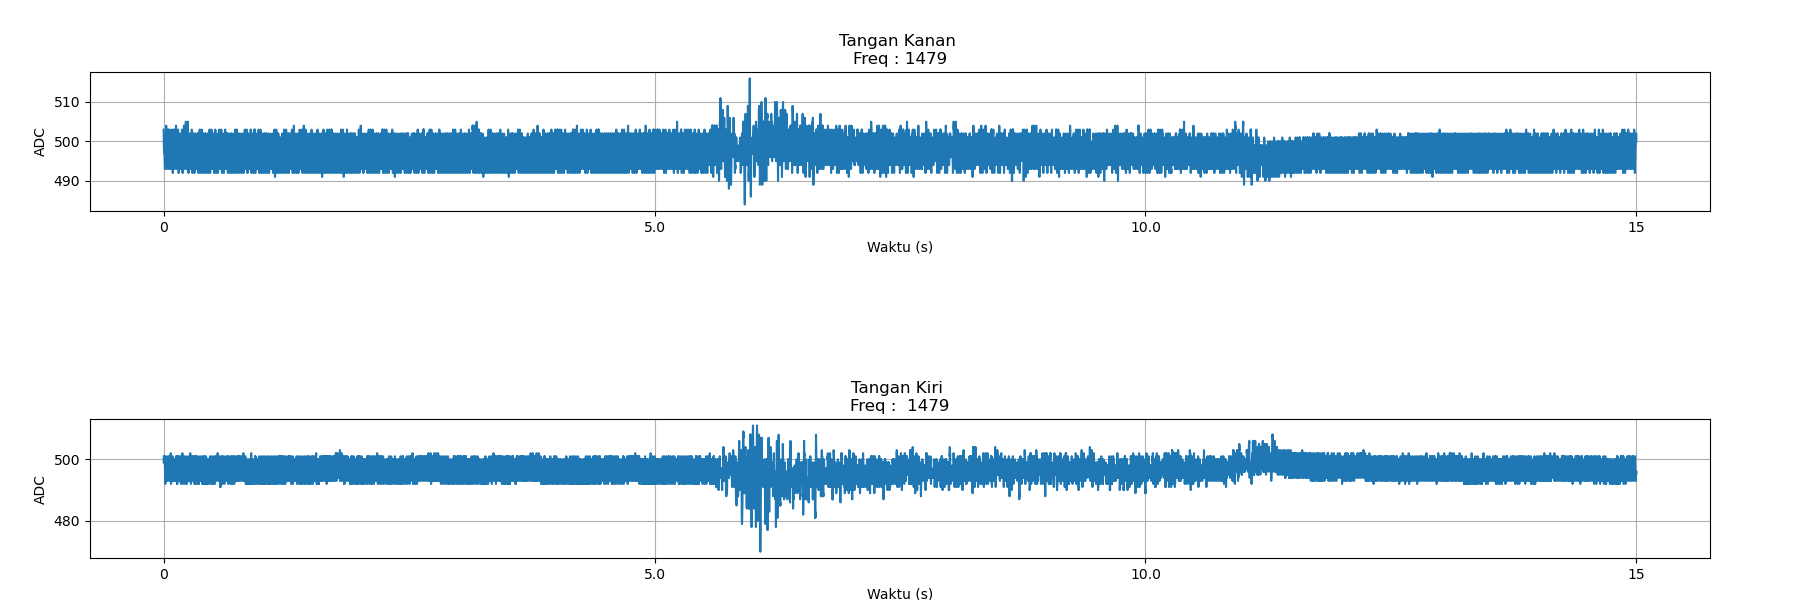 Tangan Kanan
Freq : 1479
ADC
510
500
490
0
5.0
10.0
15
Waktu (s)
Tangan Kiri
Freq :  1479
ADC
500
480
0
5.0
10.0
15
Waktu (s)